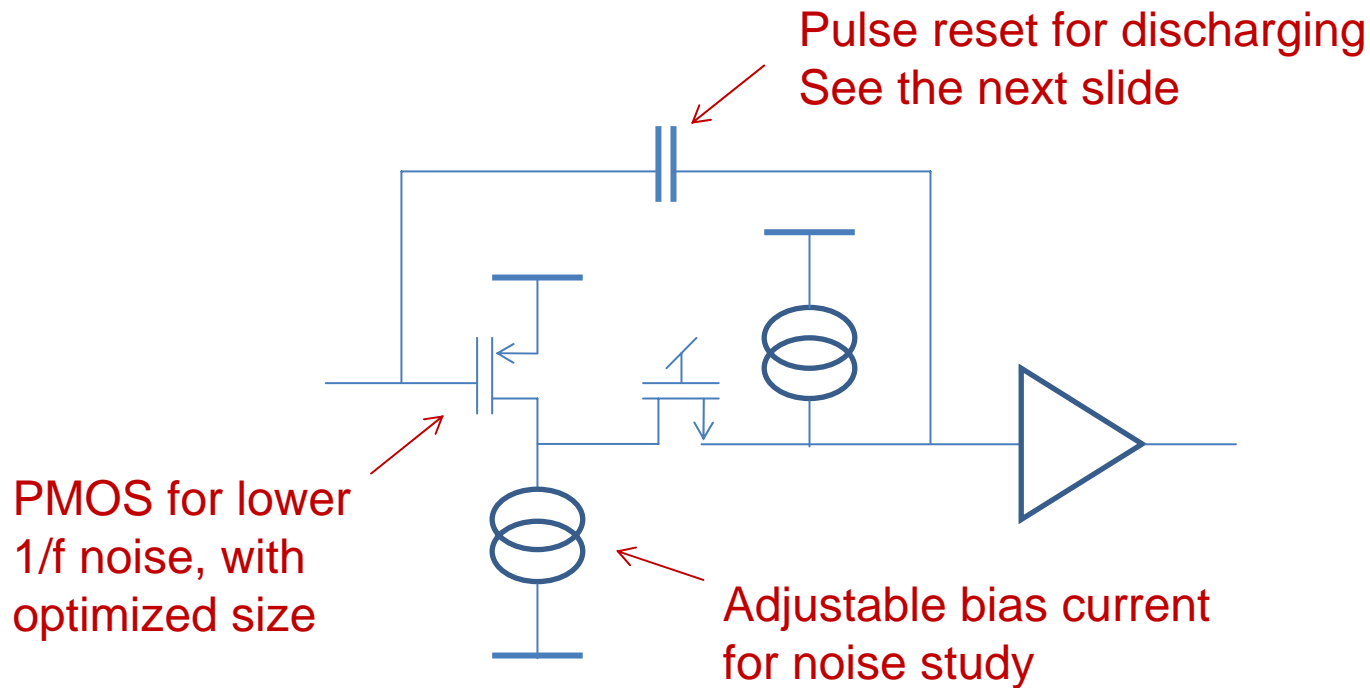 Pulse reset for discharging
See the next slide
PMOS for lower
1/f noise, with
optimized size
Adjustable bias current
for noise study